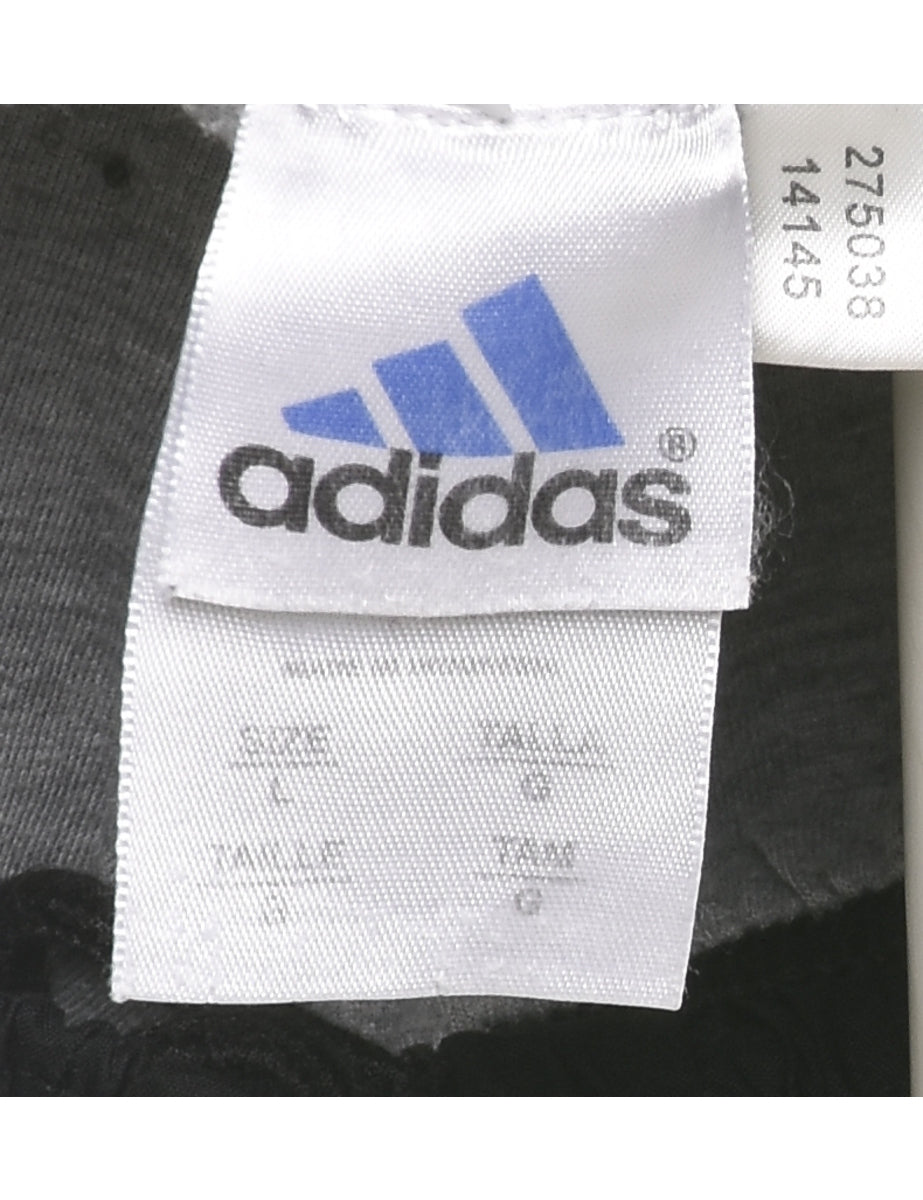 adidas®
SIZE TALLA
L G
TAILLE TAM
G G
275038
14145